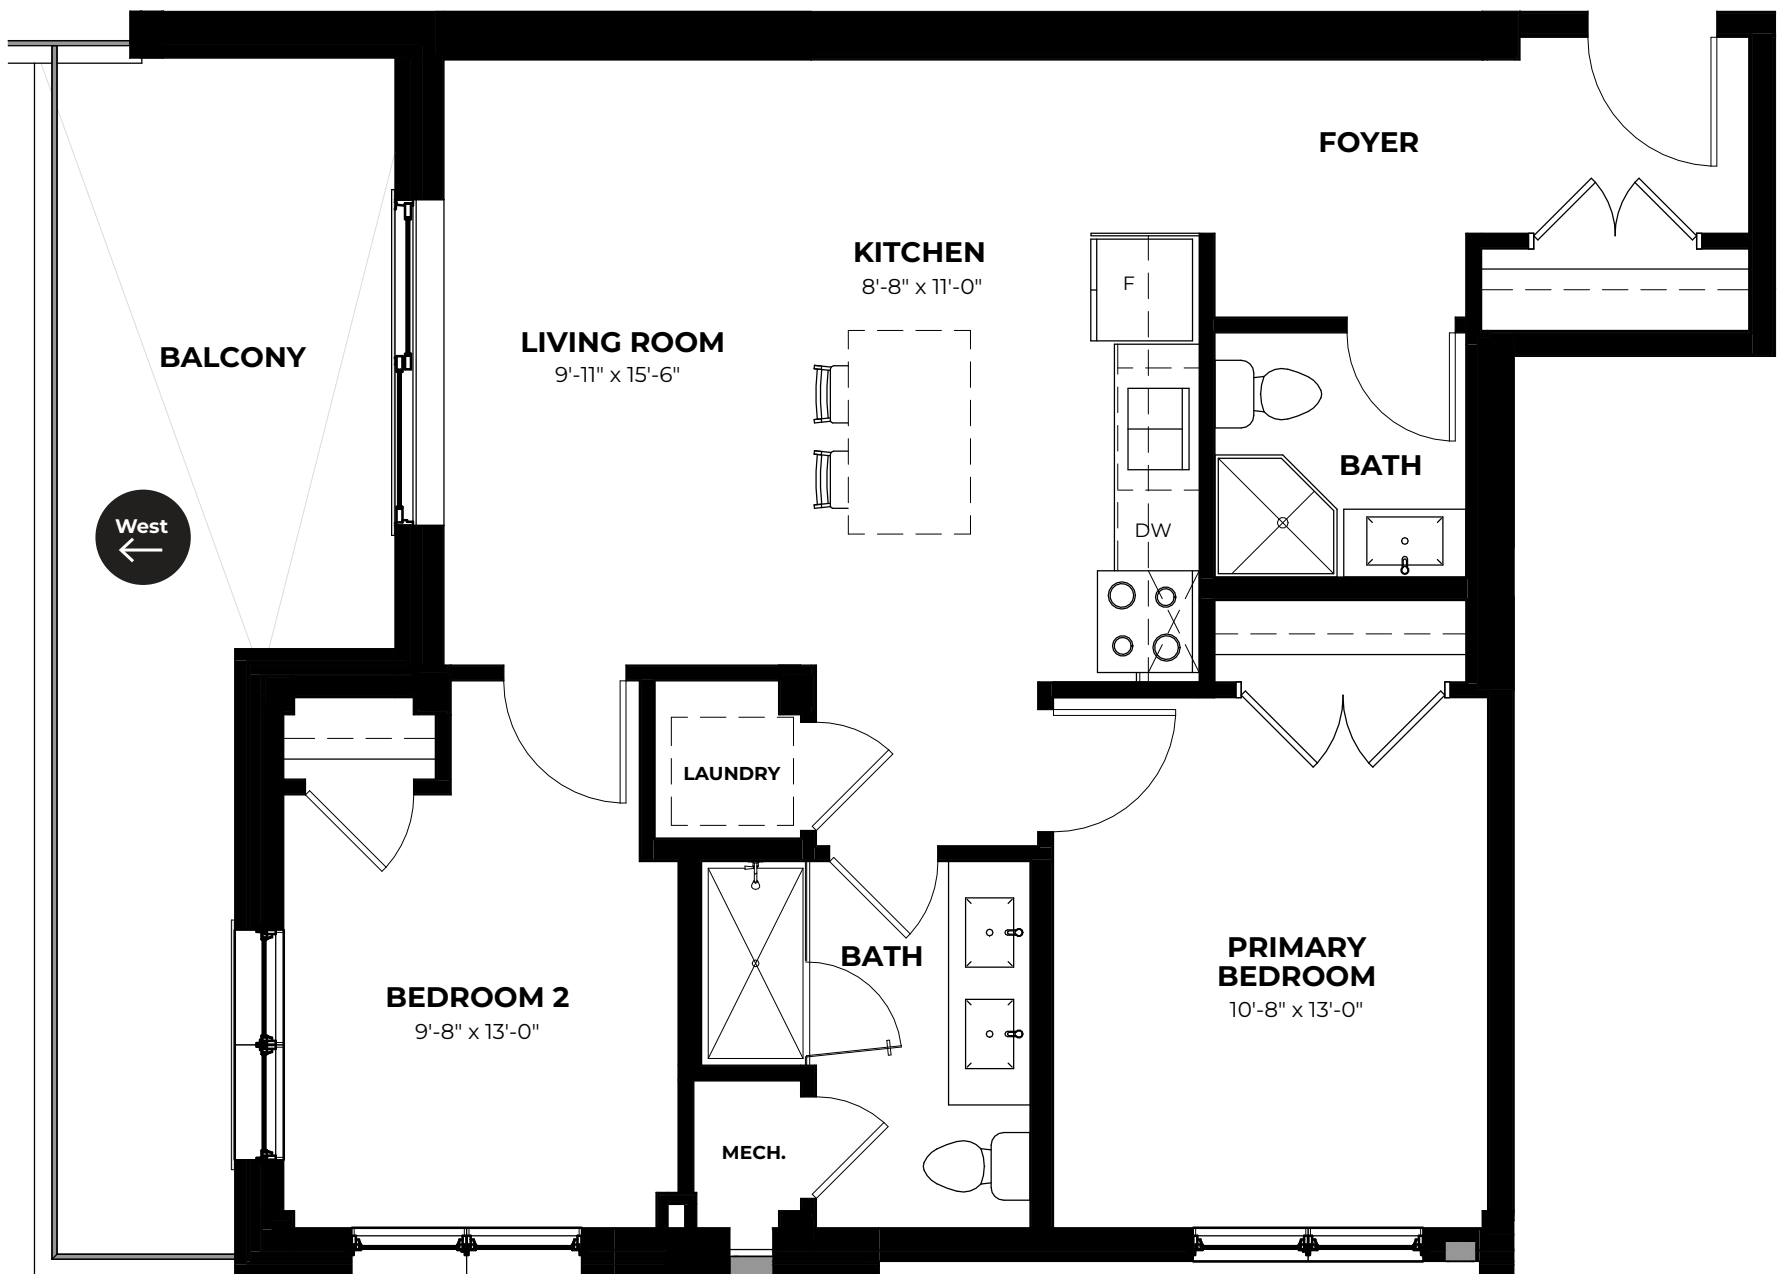 FOYER
KITCHEN
8'-8" x 11'-0"
F
LIVING ROOM
9'-11" x 15'-6"
BALCONY
BATH
West
DW
LAUNDRY
BATH
PRIMARY
BEDROOM
10'-8" x 13'-0"
BEDROOM 2
9'-8" x 13'-0"
MECH.